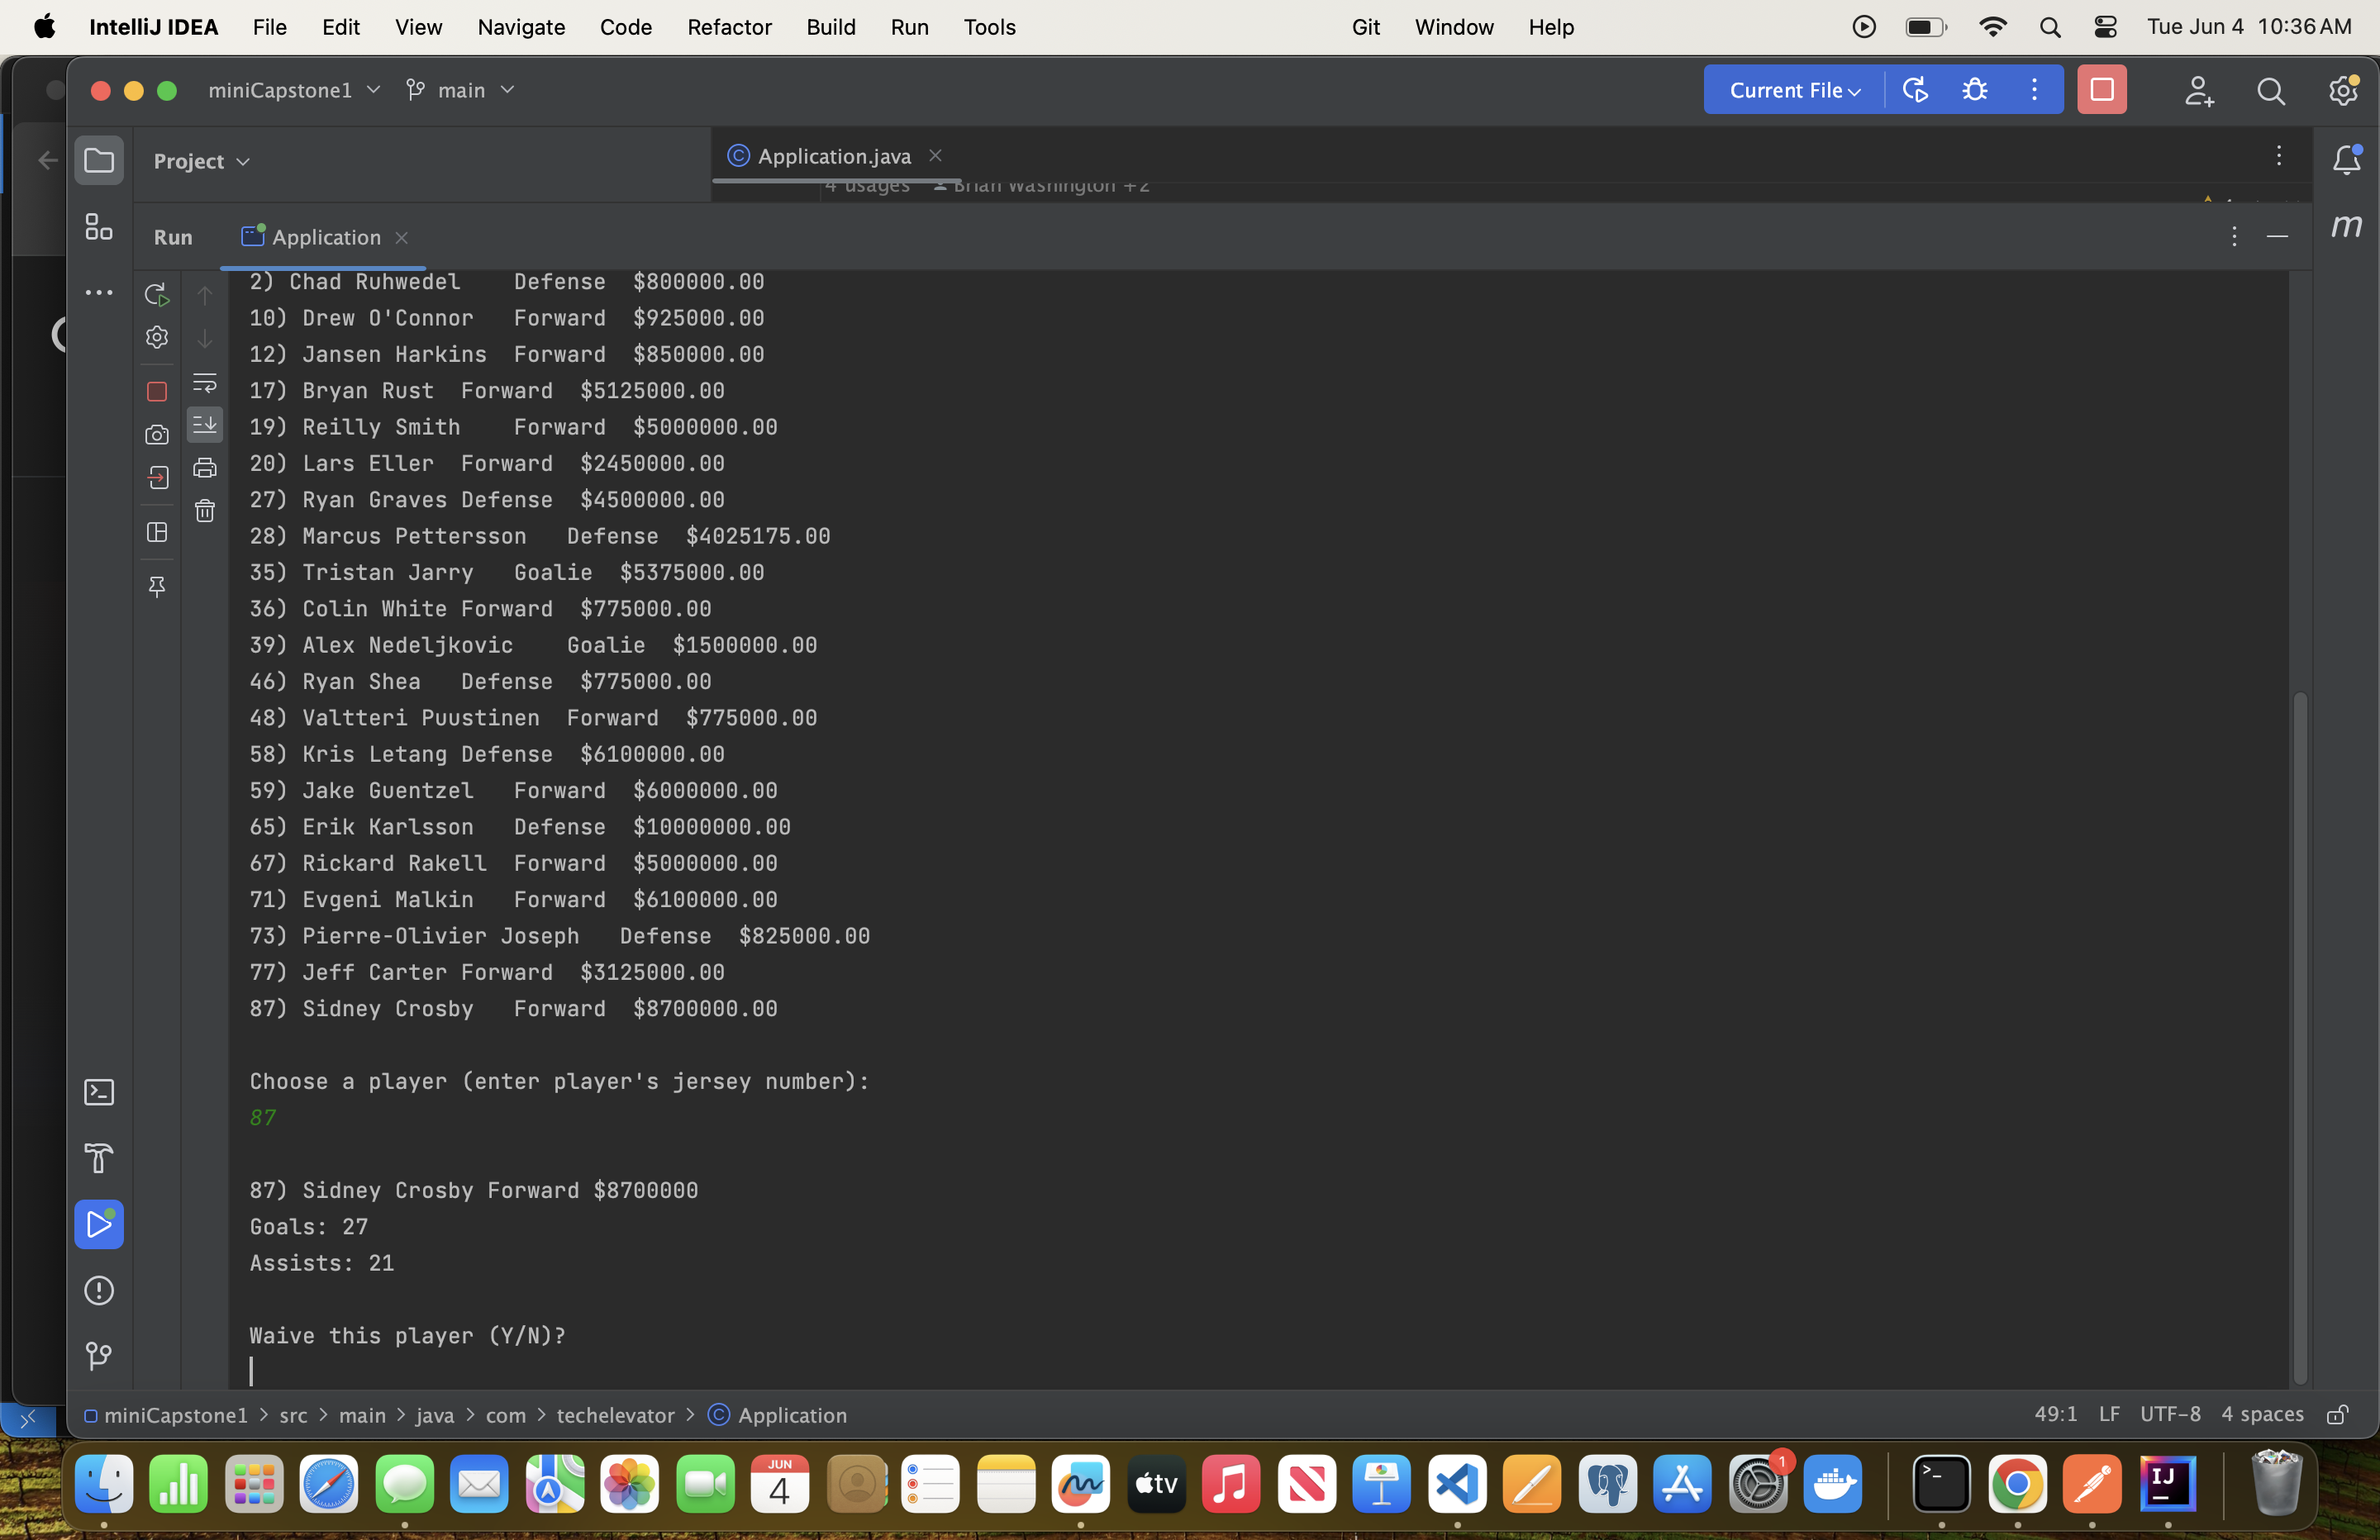 IntelliJ IDEA File Edit View Navigate Code Refactor Build Run Tools Git Window Help Tue Jun 4 10:36 AM
miniCapstone1 main Current File
Project Application.java
4 usages Brian Washington +2
Run Application
2) Chad Ruhwedel Defense $800000.00
10) Drew O'Connor Forward $925000.00
12) Jansen Harkins Forward $850000.00
17) Bryan Rust Forward $5125000.00
19) Reilly Smith Forward $5000000.00
20) Lars Eller Forward $2450000.00
27) Ryan Graves Defense $4500000.00
28) Marcus Pettersson Defense $4025175.00
35) Tristan Jarry Goalie $5375000.00
36) Colin White Forward $775000.00
39) Alex Nedeljkovic Goalie $1500000.00
46) Ryan Shea Defense $775000.00
48) Valtteri Puustinen Forward $775000.00
58) Kris Letang Defense $6100000.00
59) Jake Guentzel Forward $6000000.00
65) Erik Karlsson Defense $10000000.00
67) Rickard Rakell Forward $5000000.00
71) Evgeni Malkin Forward $6100000.00
73) Pierre-Olivier Joseph Defense $825000.00
77) Jeff Carter Forward $3125000.00
87) Sidney Crosby Forward $8700000.00
Choose a player (enter player's jersey number):
87
87) Sidney Crosby Forward $8700000
Goals: 27
Assists: 21
Waive this player (Y/N)?
miniCapstone1 > src > main > java > com > techelevator > Application 49:1 LF UTF-8 4 spaces
JUN
4
tv
1
IJ